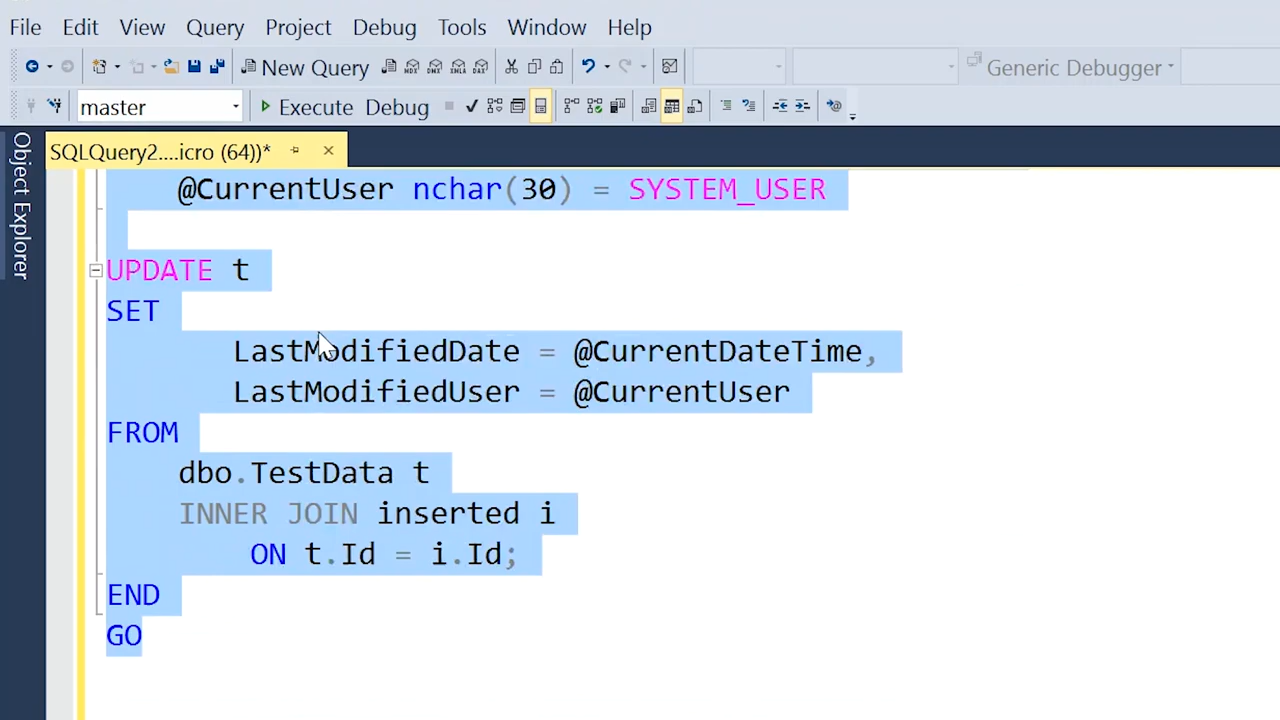 File Edit View Query Project Debug Tools Window Help
New Query Generic Debugger
master Execute Debug
SQLQuery2....icro (64))*
Object Explorer
@CurrentUser nchar(30) = SYSTEM_USER
UPDATE t
SET
LastModifiedDate = @CurrentDateTime,
LastModifiedUser = @CurrentUser
FROM
dbo.TestData t
INNER JOIN inserted i
ON t.Id = i.Id;
END
GO